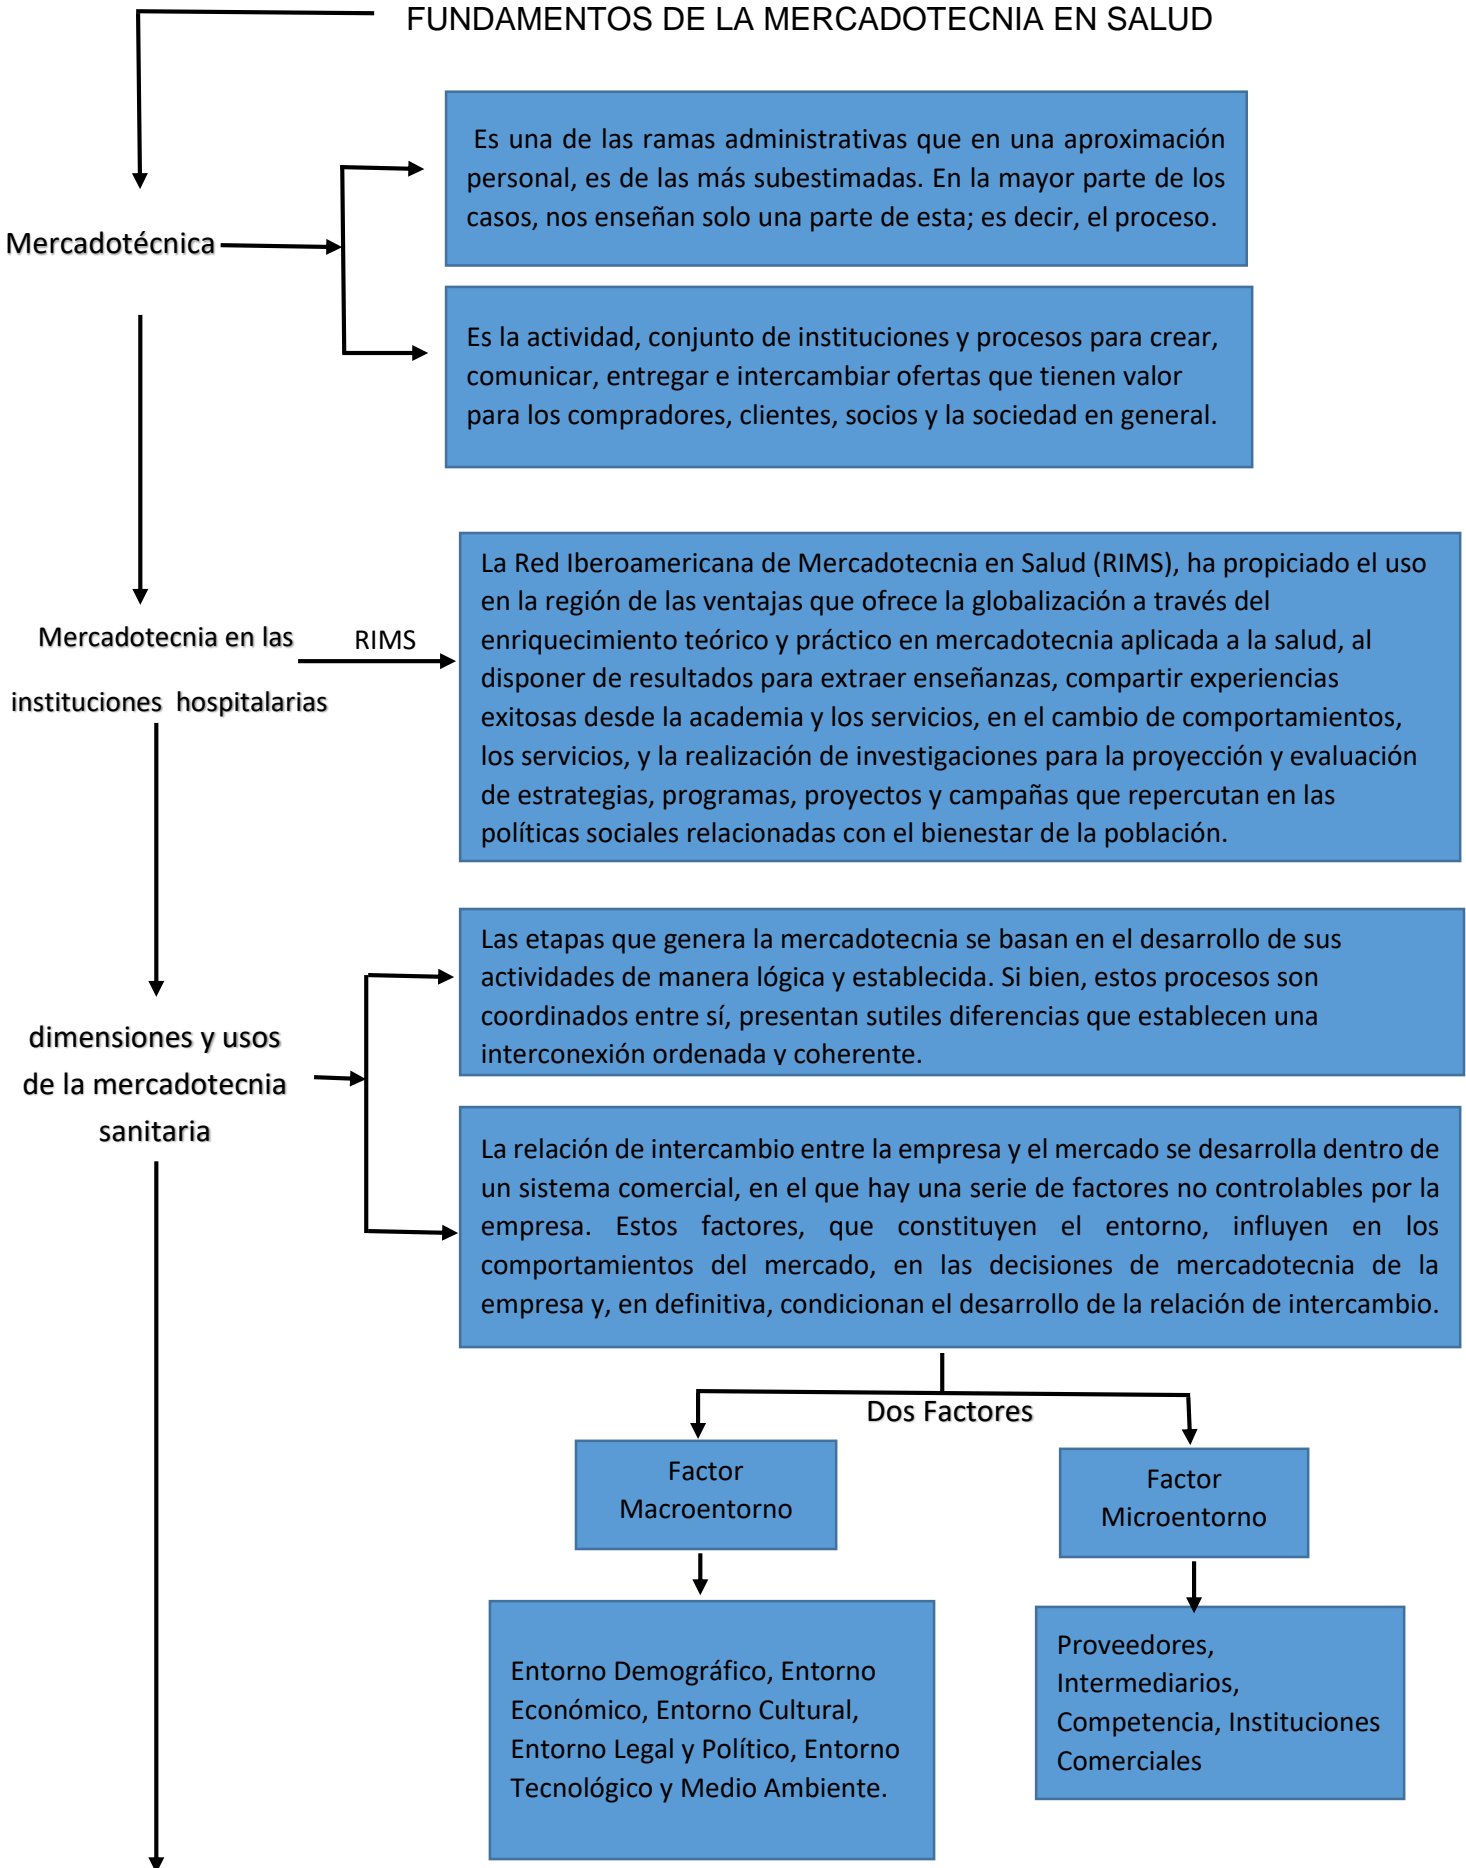 FUNDAMENTOS DE LA MERCADOTECNIA EN SALUD
Mercadotécnica
Es una de las ramas administrativas que en una aproximación
personal, es de las más subestimadas. En la mayor parte de los
casos, nos enseñan solo una parte de esta; es decir, el proceso.
Es la actividad, conjunto de instituciones y procesos para crear,
comunicar, entregar e intercambiar ofertas que tienen valor
para los compradores, clientes, socios y la sociedad en general.
Mercadotecnia en las
instituciones hospitalarias
RIMS
La Red Iberoamericana de Mercadotecnia en Salud (RIMS), ha propiciado el uso
en la región de las ventajas que ofrece la globalización a través del
enriquecimiento teórico y práctico en mercadotecnia aplicada a la salud, al
disponer de resultados para extraer enseñanzas, compartir experiencias
exitosas desde la academia y los servicios, en el cambio de comportamientos,
los servicios, y la realización de investigaciones para la proyección y evaluación
de estrategias, programas, proyectos y campañas que repercutan en las
políticas sociales relacionadas con el bienestar de la población.
dimensiones y usos
de la mercadotecnia
sanitaria
Las etapas que genera la mercadotecnia se basan en el desarrollo de sus
actividades de manera lógica y establecida. Si bien, estos procesos son
coordinados entre sí, presentan sutiles diferencias que establecen una
interconexión ordenada y coherente.
La relación de intercambio entre la empresa y el mercado se desarrolla dentro de
un sistema comercial, en el que hay una serie de factores no controlables por la
empresa. Estos factores, que constituyen el entorno, influyen en los
comportamientos del mercado, en las decisiones de mercadotecnia de la
empresa y, en definitiva, condicionan el desarrollo de la relación de intercambio.
Dos Factores
Factor
Macroentorno
Factor
Microentorno
Entorno Demográfico, Entorno
Económico, Entorno Cultural,
Entorno Legal y Político, Entorno
Tecnológico y Medio Ambiente.
Proveedores,
Intermediarios,
Competencia, Instituciones
Comerciales